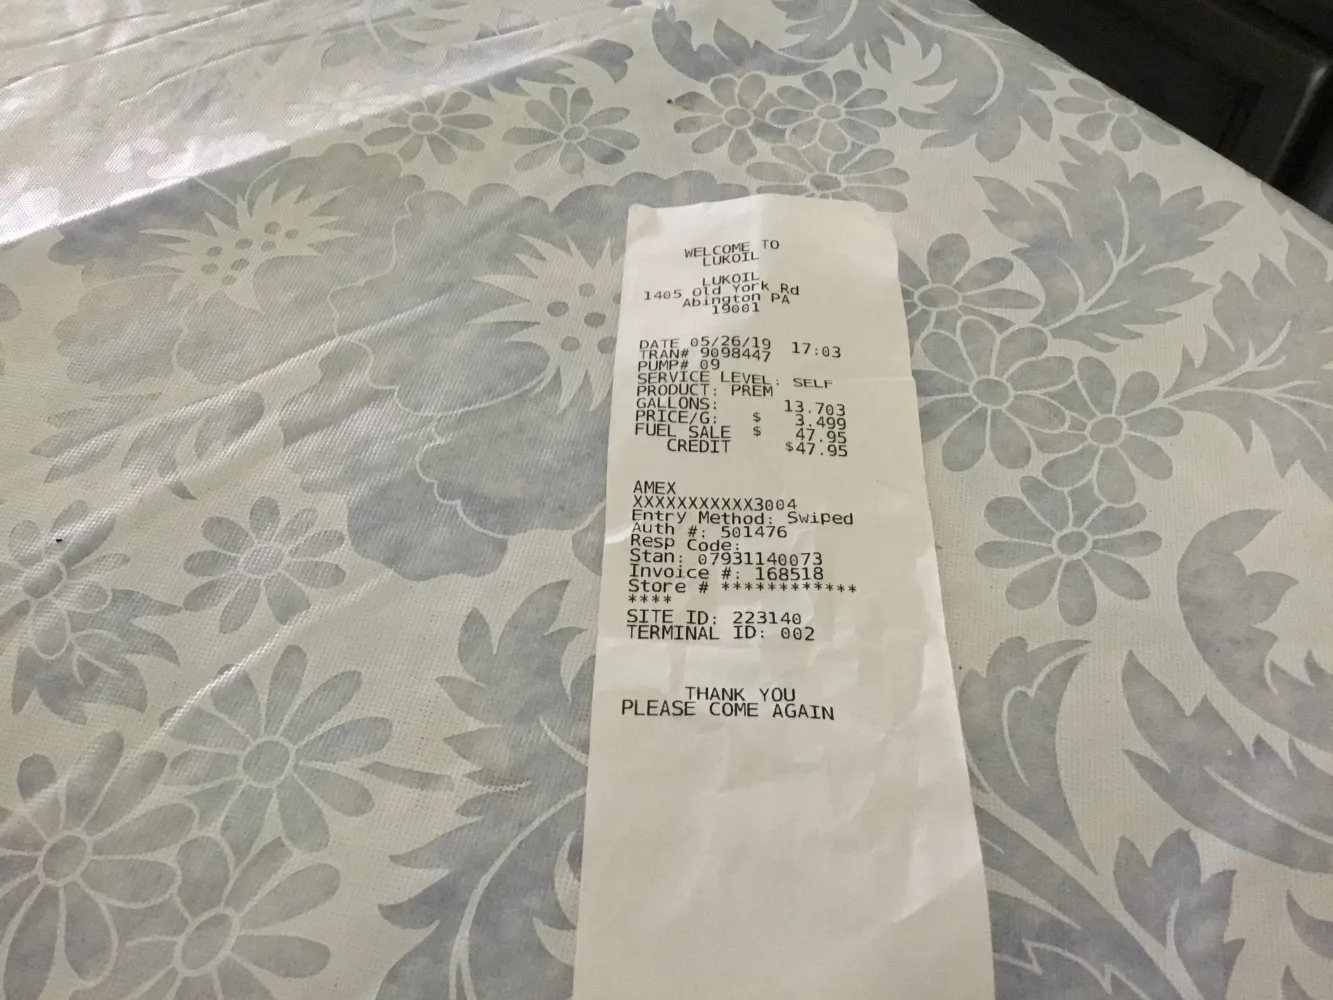 WELCOME TO
LUKOIL
LUKOIL
1405 Old York Rd
Abington PA
19001
DATE 05/26/19 17:03
TRAN# 9098447
PUMP# 09
SERVICE LEVEL: SELF
PRODUCT: PREM
GALLONS: 13.703
PRICE/G: $ 3.499
FUEL SALE $ 47.95
CREDIT $47.95
AMEX
XXXXXXXXXXX3004
Entry Method: Swiped
Auth #: 501476
Resp Code:
Stan: 07931140073
Invoice #: 168518
Store # ************
****
SITE ID: 223140
TERMINAL ID: 002
THANK YOU
PLEASE COME AGAIN